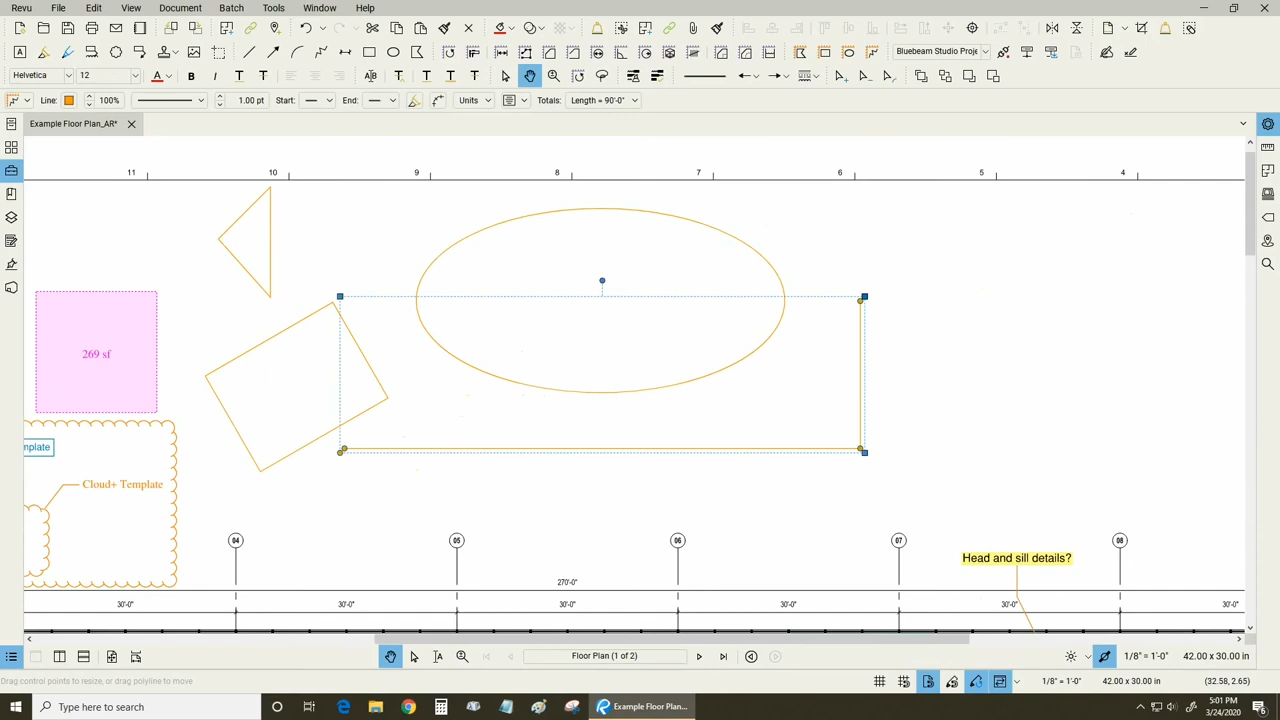 Revu File Edit View Document Batch Tools Window Help
Bluebeam Studio Proje
Helvetica 12
Line: 100% 1.00 pt Start: End: Units Totals: Length = 90'-0"
Example Floor Plan_AR*
11 10 9 8 7 6 5 4
269 sf
mplate
Cloud+ Template
04 05 06 07 08
Head and sill details?
270'-0"
30'-0" 30'-0" 30'-0" 30'-0" 30'-0" 30'-0"
Floor Plan (1 of 2)
1/8" = 1'-0" 42.00 x 30.00 in
Drag control points to resize, or drag polyline to move
1/8" = 1'-0" 42.00 x 30.00 in (32.58, 2.65)
Type here to search
Example Floor Plan...
5:01 PM
3/24/2020